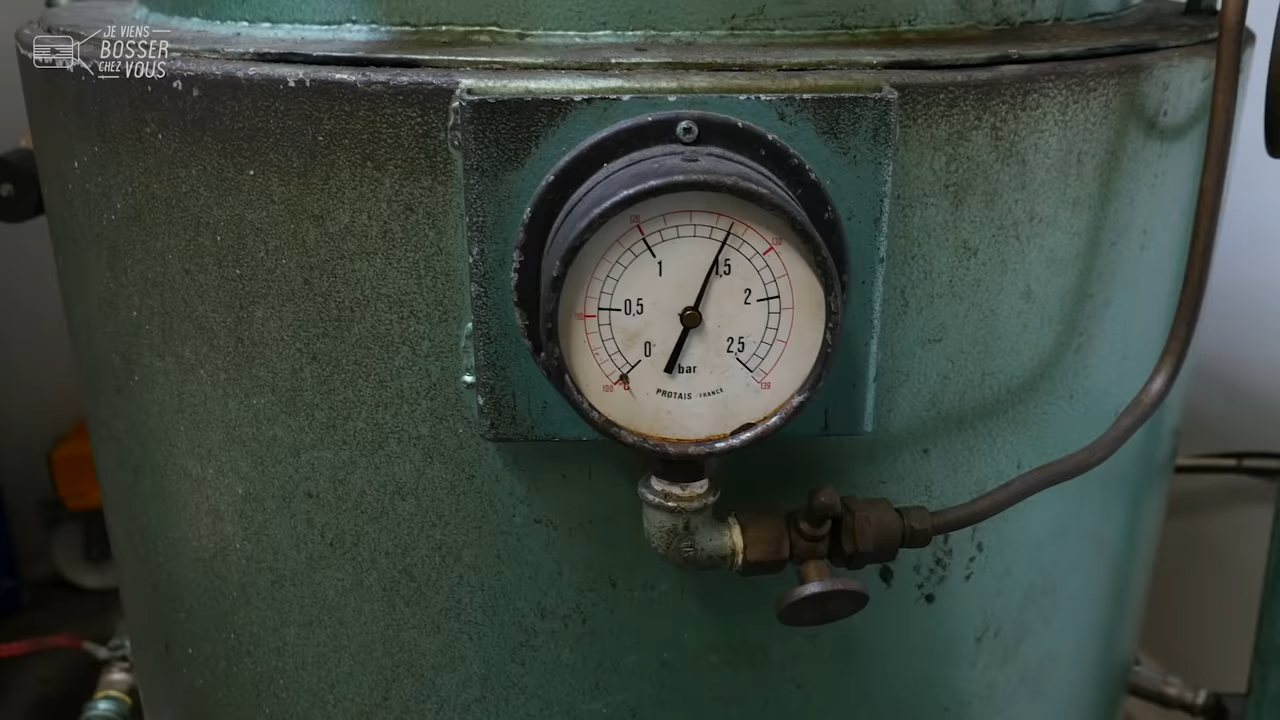 JE VIENS
BOSSER
CHEZ VOUS
120
130
1
1,5
0,5
2
110
0
2,5
bar
100
139
PROTAIS FRANCE